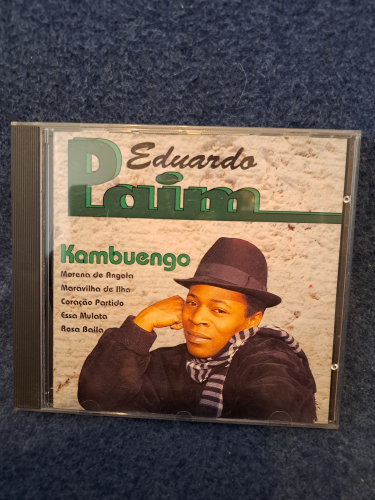 Eduardo
Paim
Kambuengo
Morena de Angola
Maravilha de Ilha
Coração Partido
Essa Mulata
Rosa Baila